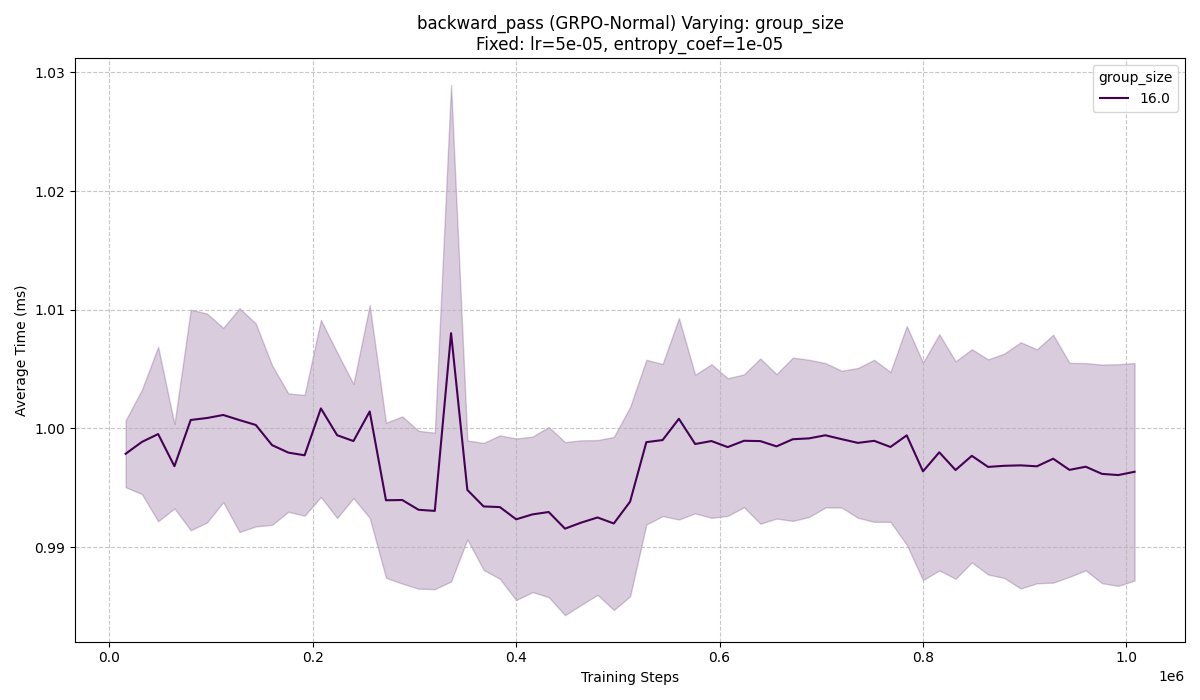 backward_pass (GRPO-Normal) Varying: group_size
Fixed: lr=5e-05, entropy_coef=1e-05
group_size
16.0
Average Time (ms)
1.03
1.02
1.01
1.00
0.99
0.0 0.2 0.4 0.6 0.8 1.0
1e6
Training Steps